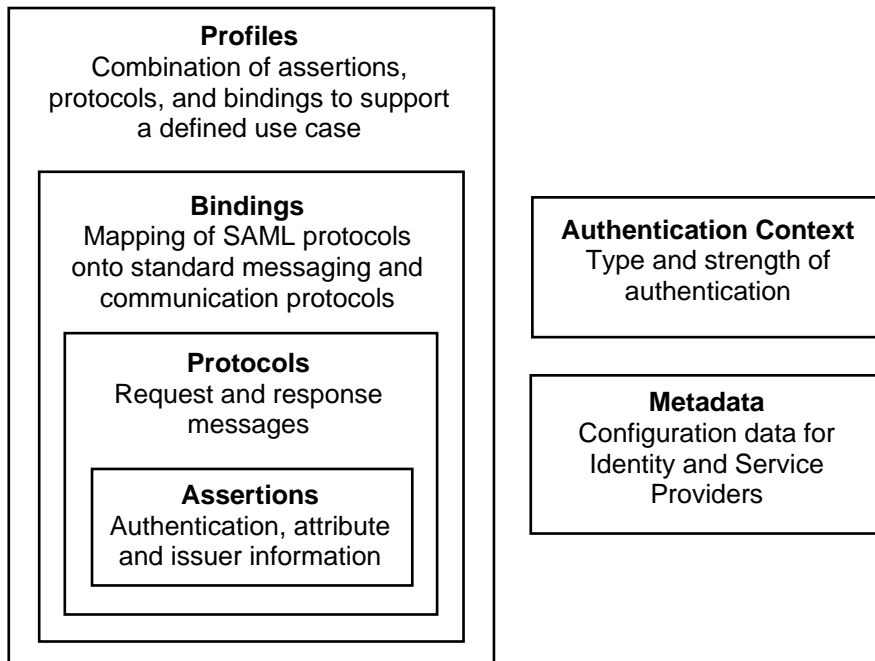 Profiles
Combination of assertions,
protocols, and bindings to support
a defined use case
Bindings
Mapping of SAML protocols
onto standard messaging and
communication protocols
Protocols
Request and response
messages
Assertions
Authentication, attribute
and issuer information
Authentication Context
Type and strength of
authentication
Metadata
Configuration data for
Identity and Service
Providers